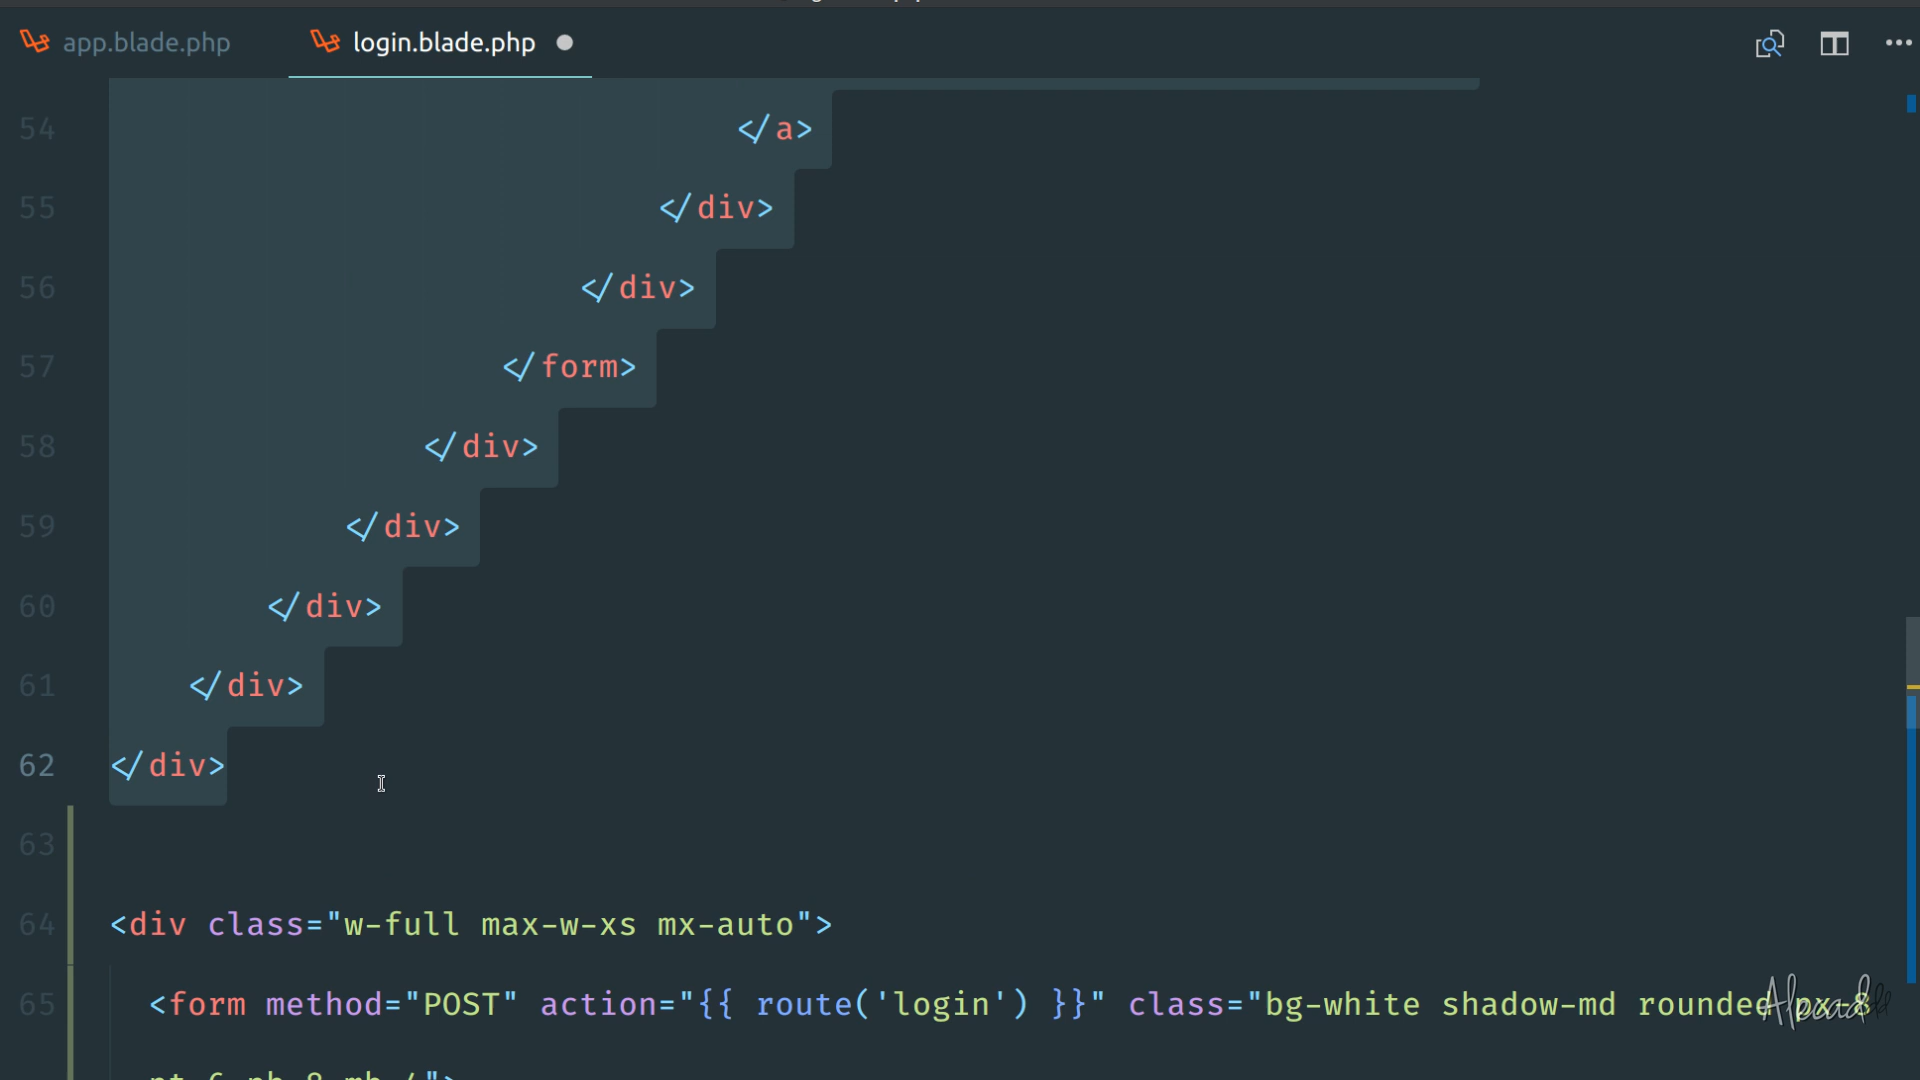 app.blade.php
login.blade.php
54 </a>
55 </div>
56 </div>
57 </form>
58 </div>
59 </div>
60 </div>
61 </div>
62 </div>
63
64 <div class="w-full max-w-xs mx-auto">
65 <form method="POST" action="{{ route('login') }}" class="bg-white shadow-md rounded px-8